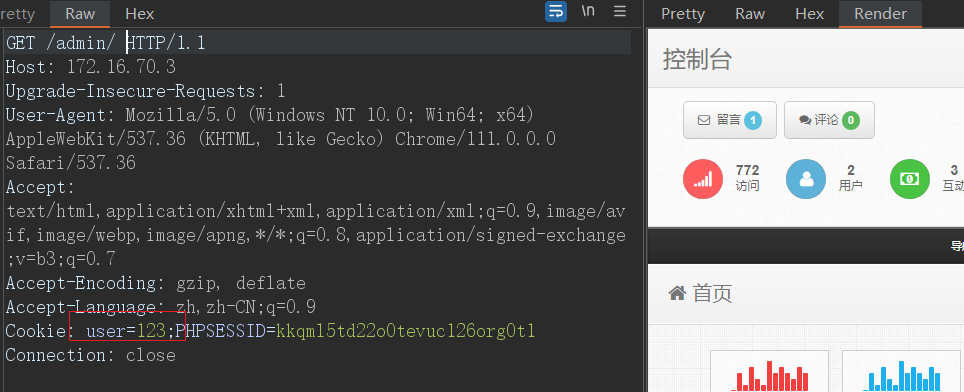 retty Raw Hex \n
GET /admin/ HTTP/1.1
Host: 172.16.70.3
Upgrade-Insecure-Requests: 1
User-Agent: Mozilla/5.0 (Windows NT 10.0; Win64; x64)
AppleWebKit/537.36 (KHTML, like Gecko) Chrome/111.0.0.0
Safari/537.36
Accept:
text/html,application/xhtml+xml,application/xml;q=0.9,image/av
if,image/webp,image/apng,*/*;q=0.8,application/signed-exchange
;v=b3;q=0.7
Accept-Encoding: gzip, deflate
Accept-Language: zh,zh-CN;q=0.9
Cookie: user=123;PHPSESSID=kkqm15td22o0tevuc126org0t1
Connection: close
Pretty Raw Hex Render
控制台
留言 1 评论 0
772 2 3
访问 用户 互动
导
首页